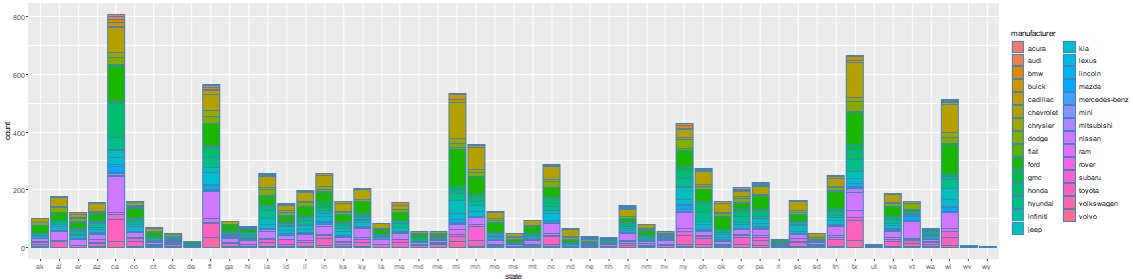 800
600
400
200
0
count
ak al ar az ca co ct dc de fl ga hi ia id il in ks ky la ma md me mi mn mo ms mt nc nd ne nh nj nm nv ny oh ok or pa ri sc sd tn tx ut va vt wa wi wv wy
state
manufacturer
acura
audi
bmw
buick
cadillac
chevrolet
chrysler
dodge
fiat
ford
gmc
honda
hyundai
infiniti
jeep
kia
lexus
lincoln
mazda
mercedes-benz
mini
mitsubishi
nissan
ram
rover
subaru
toyota
volkswagen
volvo